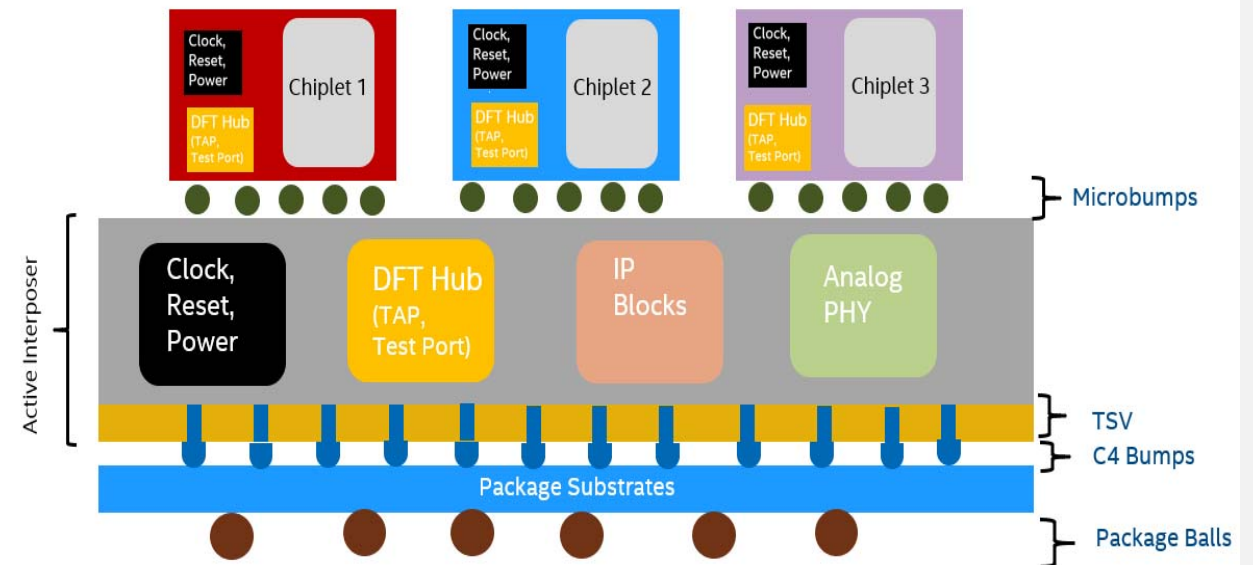 Clock,
Reset,
Power
Chiplet 1
DFT Hub
(TAP,
Test Port)
Clock,
Reset,
Power
Chiplet 2
DFT Hub
(TAP,
Test Port)
Clock,
Reset,
Power
Chiplet 3
DFT Hub
(TAP,
Test Port)
Microbumps
Active Interposer
Clock,
Reset,
Power
DFT Hub
(TAP,
Test Port)
IP
Blocks
Analog
PHY
TSV
C4 Bumps
Package Substrates
Package Balls